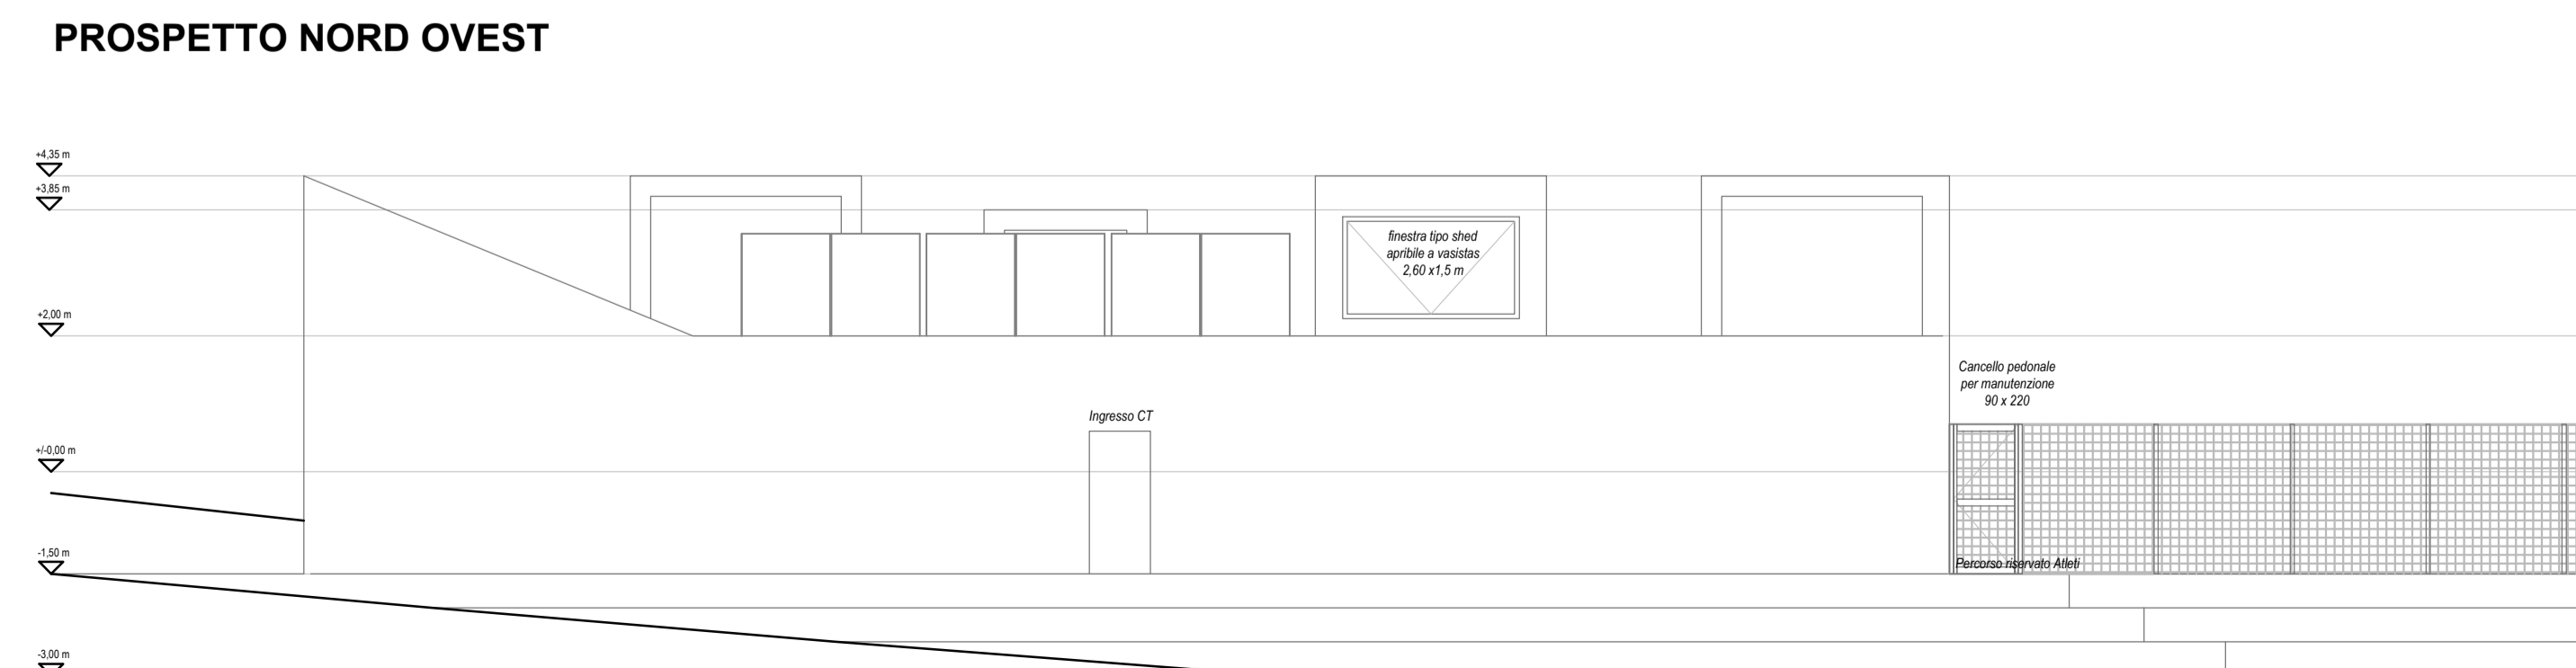 PROSPETTO NORD OVEST
+4,35 m
+3,85 m
finestra tipo shed
apribile a vasistas
2,60 x1,5 m
+2,00 m
Cancello pedonale
per manutenzione
90 x 220
Ingresso CT
+/-0,00 m
-1,50 m
Percorso riservato Atleti
-3,00 m